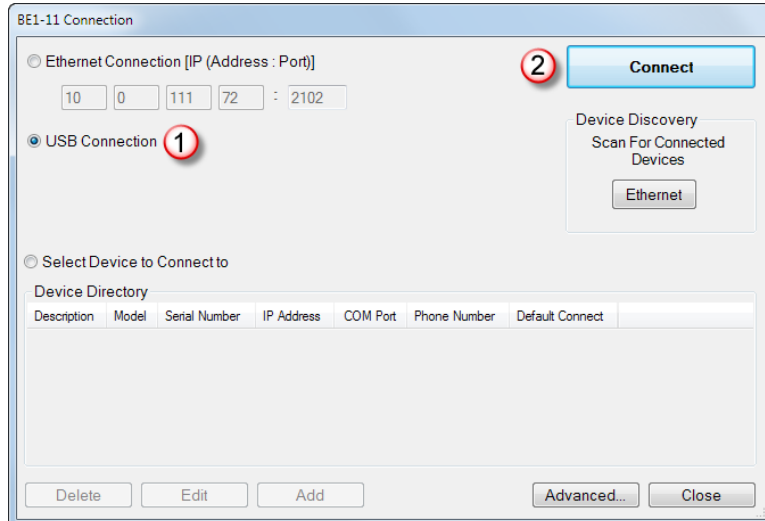 BE1-11 Connection
Ethernet Connection [IP (Address : Port)]
10 0 111 72 : 2102
USB Connection 1
2 Connect
Device Discovery
Scan For Connected
Devices
Ethernet
Select Device to Connect to
Device Directory
Description Model Serial Number IP Address COM Port Phone Number Default Connect
Delete Edit Add Advanced... Close